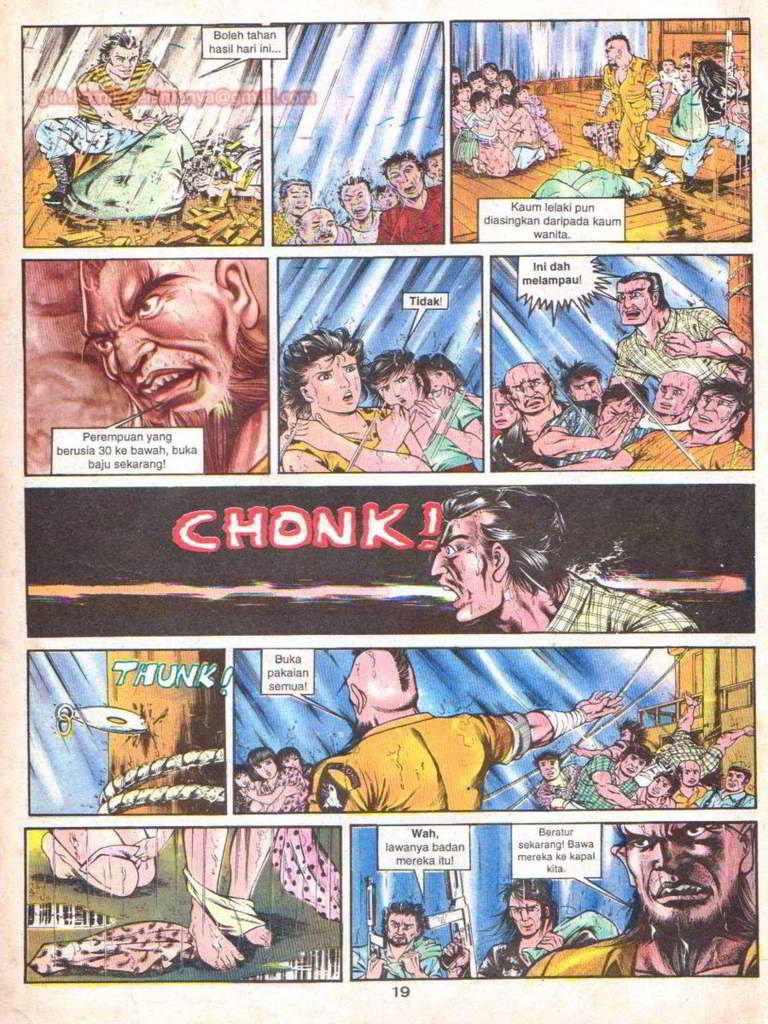 Boleh tahan
hasil hari ini...
Kaum lelaki pun
diasingkan daripada kaum
wanita.
Perempuan yang
berusia 30 ke bawah, buka
baju sekarang!
Tidak!
Ini dah
melampau!
CHONK!
THUNK!
Buka
pakaian
semua!
Wah,
lawanya badan
mereka itu!
Beratur
sekarang! Bawa
mereka ke kapal
kita.
19